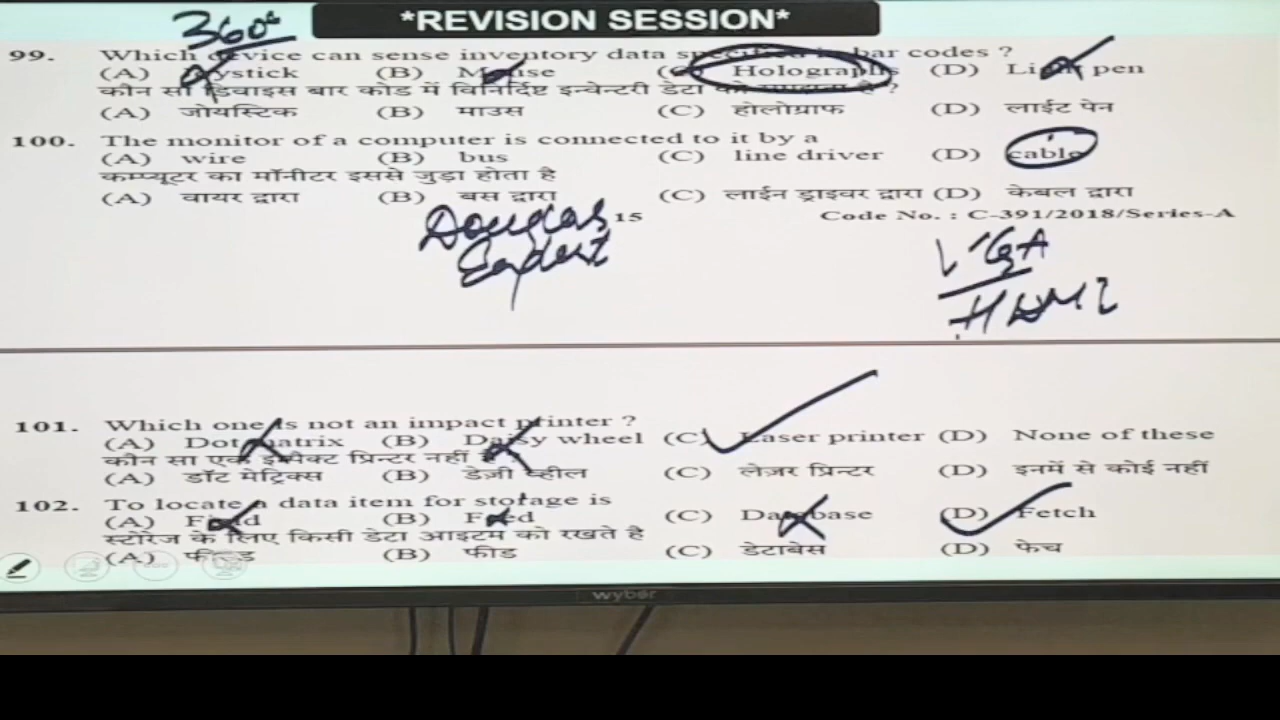 *REVISION SESSION*
360°
99. Which device can sense inventory data specified in bar codes ?
(A) Joystick (B) Mouse (C) Holographs (D) Light pen
कौन सा डिवाइस बार कोड में विनिर्दिष्ट इन्वेन्टरी डेटा को समझता है ?
(A) जोयस्टिक (B) माउस (C) होलोग्राफ (D) लाईट पेन
100. The monitor of a computer is connected to it by a
(A) wire (B) bus (C) line driver (D) cable
कम्प्यूटर का मॉनीटर इससे जुड़ा होता है
(A) वायर द्वारा (B) बस द्वारा (C) लाईन ड्राइवर द्वारा (D) केबल द्वारा
15 Code No. : C-391/2018/Series-A
Douglas
VGA
HDMI
101. Which one is not an impact printer ?
(A) Dot matrix (B) Daisy wheel (C) Laser printer (D) None of these
कौन सा एक इम्पैक्ट प्रिन्टर नहीं है
(A) डॉट मेट्रिक्स (B) डेज़ी व्हील (C) लेज़र प्रिन्टर (D) इनमें से कोई नहीं
102. To locate a data item for storage is
(A) Field (B) Feed (C) Database (D) Fetch
स्टोरेज के लिए किसी डेटा आइटम को रखते है
(A) फील्ड (B) फीड (C) डेटाबेस (D) फेच
wyber